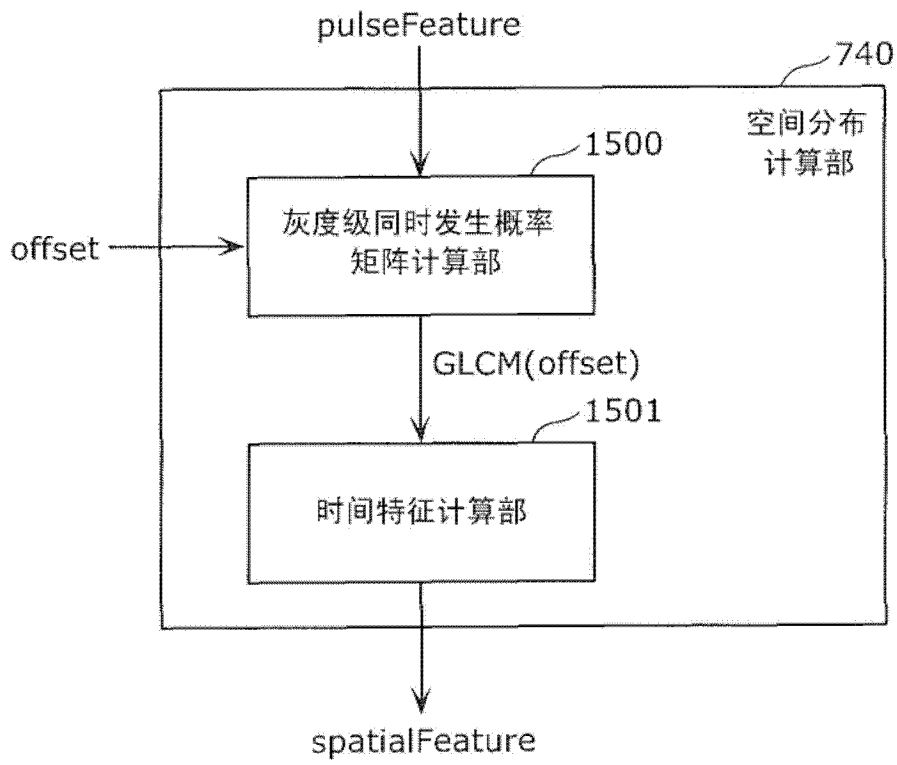 pulseFeature
740
空间分布
计算部
1500
灰度级同时发生概率
矩阵计算部
offset
GLCM(offset)
1501
时间特征计算部
spatialFeature